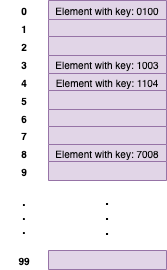 0 Element with key: 0100
1
2
3 Element with key: 1003
4 Element with key: 1104
5
6
7
8 Element with key: 7008
9
. .
. .
. .
99